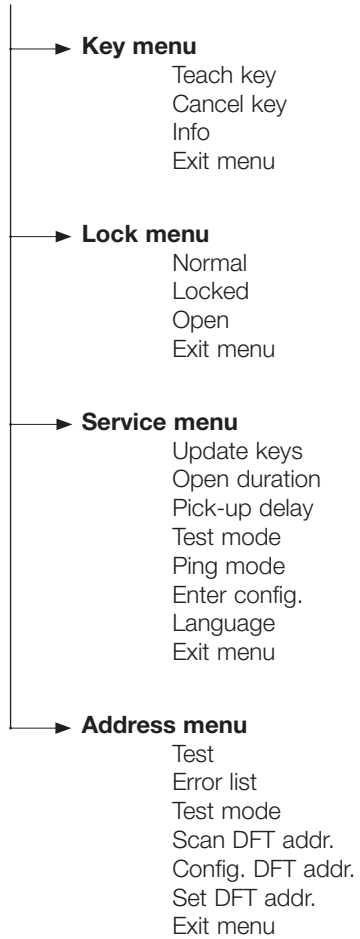 Key menu
Teach key
Cancel key
Info
Exit menu
Lock menu
Normal
Locked
Open
Exit menu
Service menu
Update keys
Open duration
Pick-up delay
Test mode
Ping mode
Enter config.
Language
Exit menu
Address menu
Test
Error list
Test mode
Scan DFT addr.
Config. DFT addr.
Set DFT addr.
Exit menu